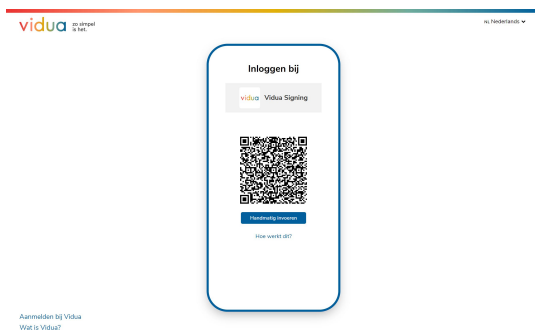 vidua zo simpel
is het.
NL Nederlands
Inloggen bij
vidua Vidua Signing
Handmatig invoeren
Hoe werkt dit?
Aanmelden bij Vidua
Wat is Vidua?